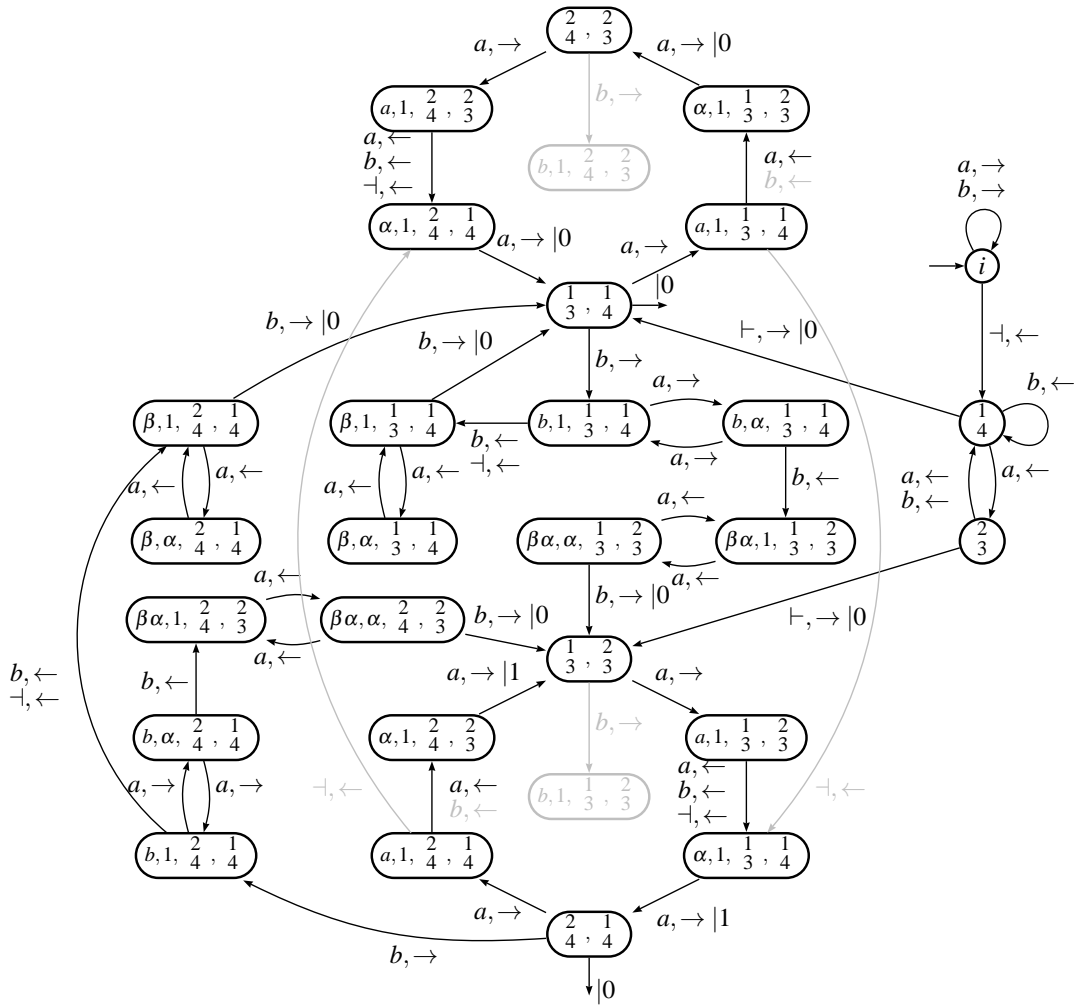 2 2
4 , 3
a, →
a, → |0
b, →
a, 1, 2 2
4 , 3
α, 1, 1 2
3 , 3
a, ←
b, ←
⊣, ←
b, 1, 2 2
4 , 3
a, ←
b, ←
a, →
b, →
α, 1, 2 1
4 , 4
a, → |0
a, →
a, 1, 1 1
3 , 4
i
1 1
3 , 4
|0
b, → |0
b, → |0
b, →
⊢, → |0
⊣, ←
a, →
b, ←
β, 1, 2 1
4 , 4
β, 1, 1 1
3 , 4
b, 1, 1 1
3 , 4
b, α, 1 1
3 , 4
1
4
b, ←
⊣, ←
a, →
a, ←
a, ←
a, ←
a, ←
b, ←
a, ←
b, ←
a, ←
a, ←
β, α, 2 1
4 , 4
β, α, 1 1
3 , 4
βα, α, 1 2
3 , 3
βα, 1, 1 2
3 , 3
2
3
a, ←
a, ←
b, → |0
βα, 1, 2 2
4 , 3
βα, α, 2 2
4 , 3
b, → |0
⊢, → |0
a, ←
1 2
3 , 3
b, ←
⊣, ←
b, ←
a, → |1
a, →
b, →
b, α, 2 1
4 , 4
α, 1, 2 2
4 , 3
a, 1, 1 2
3 , 3
a, →
a, →
⊣, ←
a, ←
b, ←
b, 1, 1 2
3 , 3
a, ←
b, ←
⊣, ←
⊣, ←
b, 1, 2 1
4 , 4
a, 1, 2 1
4 , 4
α, 1, 1 1
3 , 4
a, →
a, → |1
2 1
4 , 4
b, →
|0